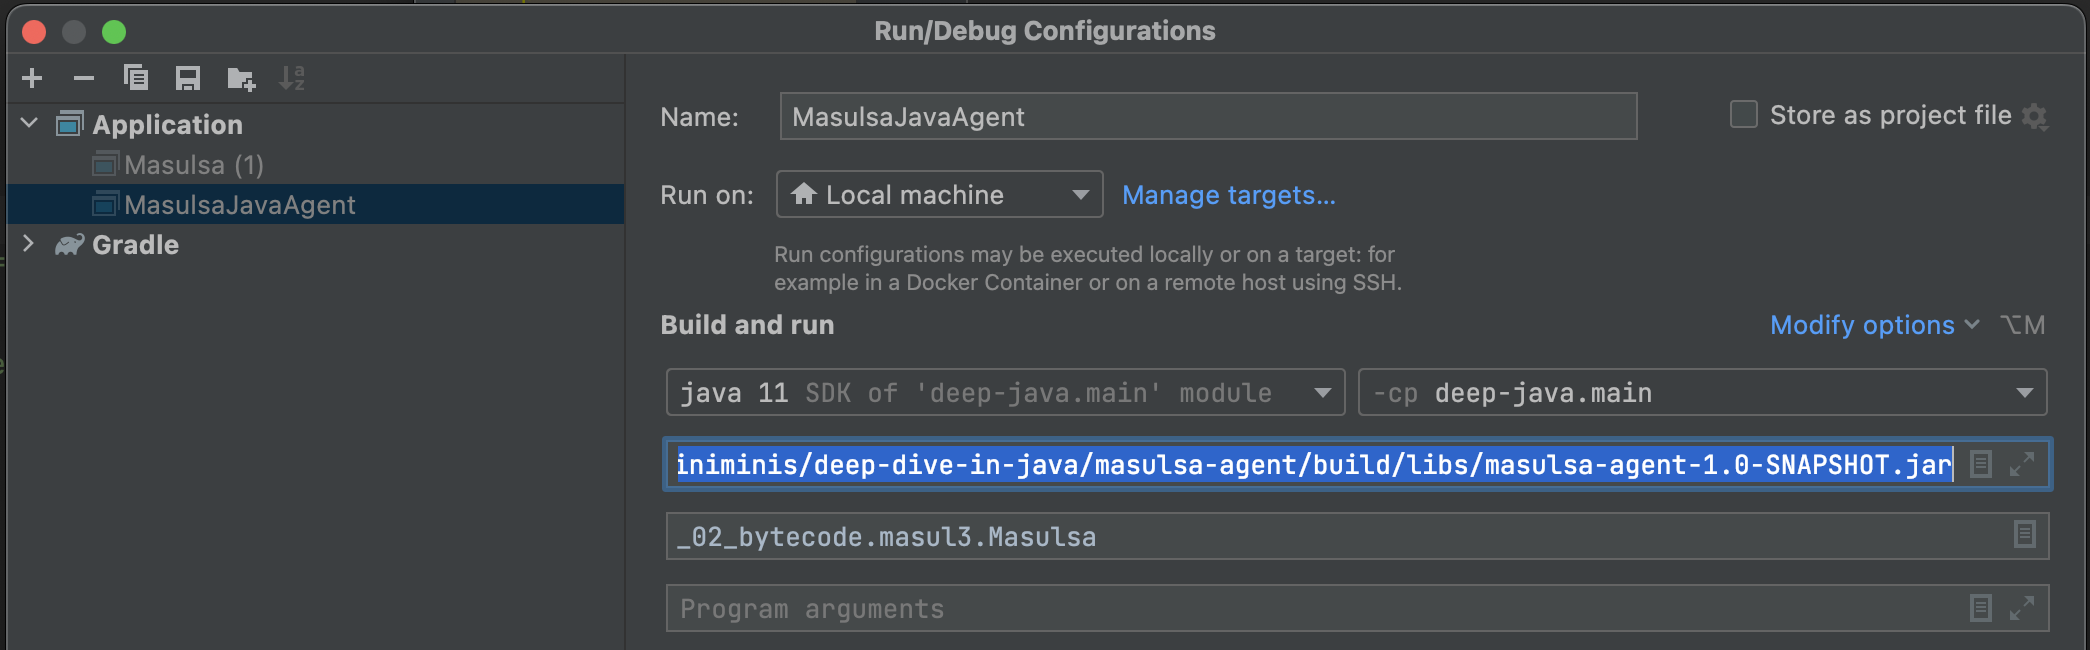 Run/Debug Configurations
Application
Masulsa (1)
MasulsaJavaAgent
Gradle
Name: MasulsaJavaAgent
Store as project file
Run on: Local machine Manage targets...
Run configurations may be executed locally or on a target: for
example in a Docker Container or on a remote host using SSH.
Build and run
Modify options ⌥M
java 11 SDK of 'deep-java.main' module
-cp deep-java.main
iniminis/deep-dive-in-java/masulsa-agent/build/libs/masulsa-agent-1.0-SNAPSHOT.jar
_02_bytecode.masul3.Masulsa
Program arguments